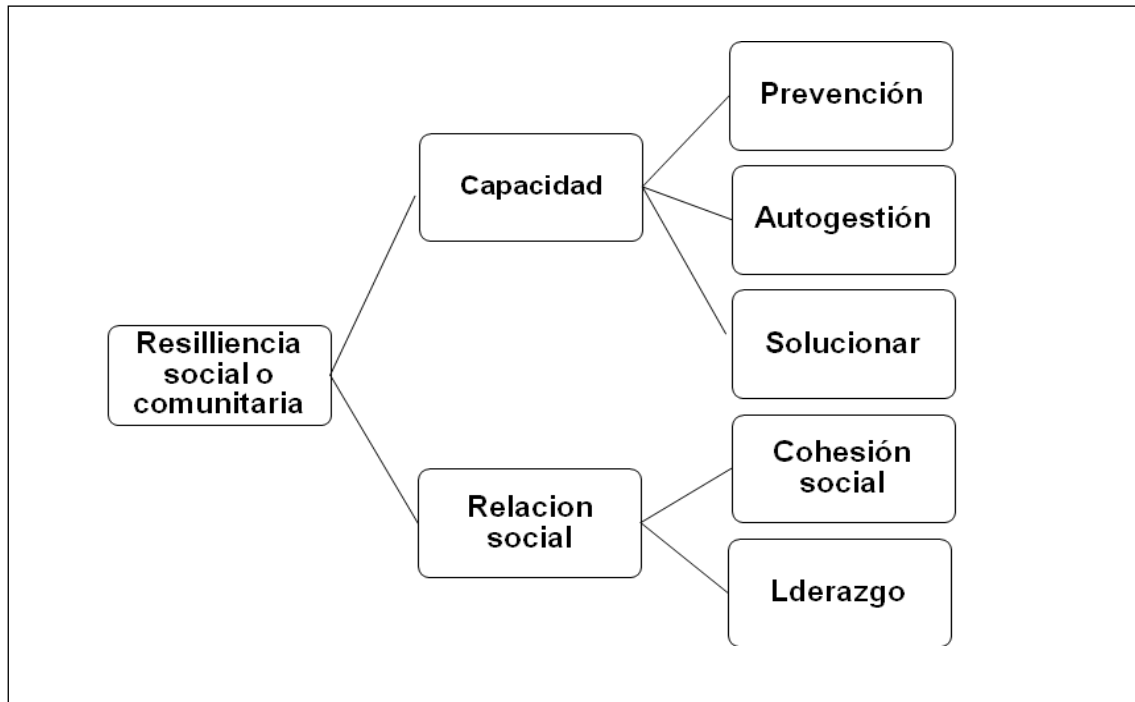 Resilliencia
social o
comunitaria
Capacidad
Prevención
Autogestión
Solucionar
Relacion
social
Cohesión
social
Lderazgo